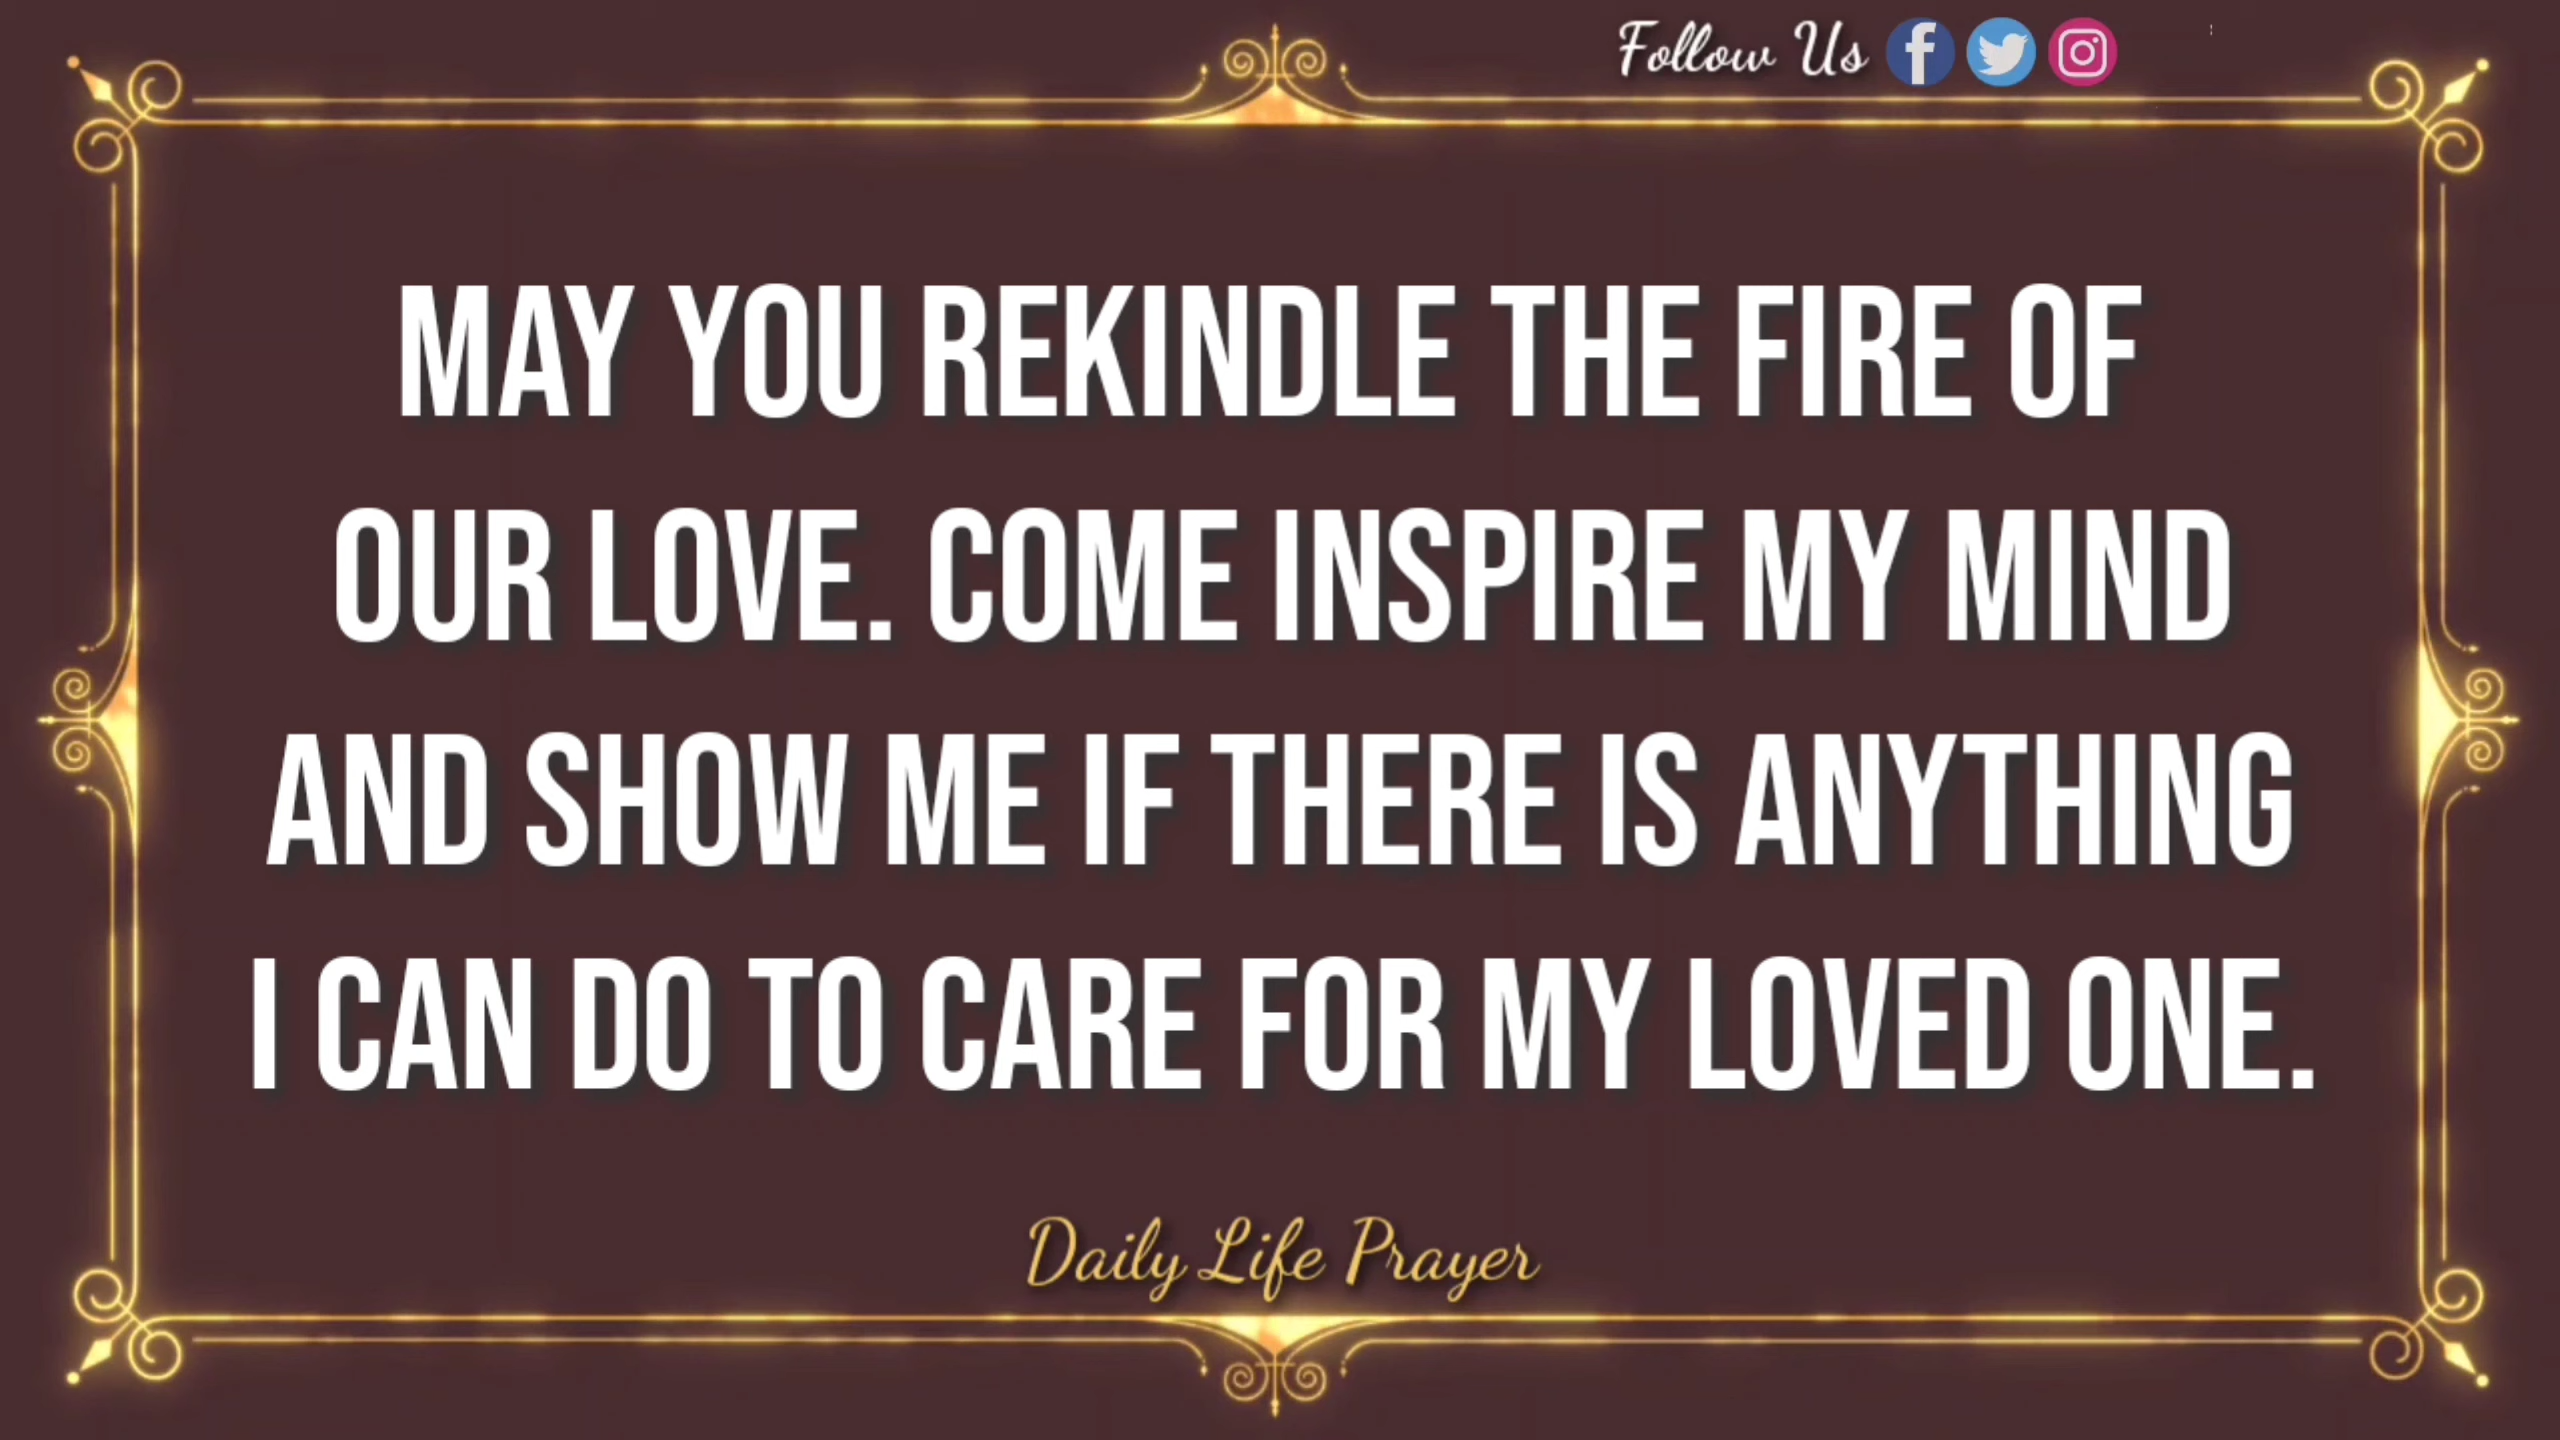 Follow Us
MAY YOU REKINDLE THE FIRE OF
OUR LOVE. COME INSPIRE MY MIND
AND SHOW ME IF THERE IS ANYTHING
I CAN DO TO CARE FOR MY LOVED ONE.
Daily Life Prayer